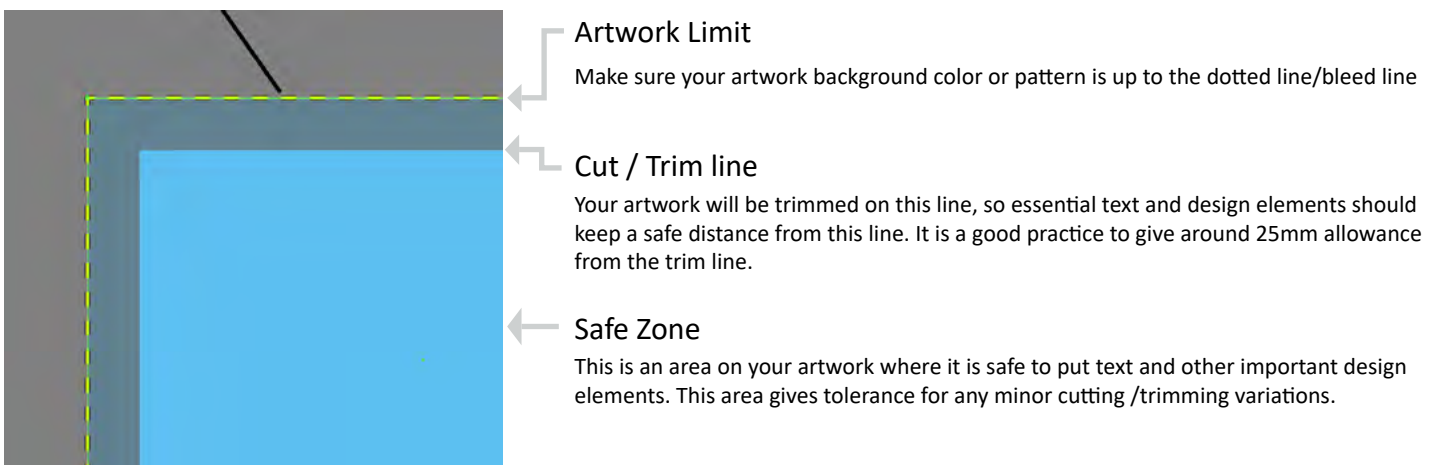 Artwork Limit
Make sure your artwork background color or pattern is up to the dotted line/bleed line
Cut / Trim line
Your artwork will be trimmed on this line, so essential text and design elements should
keep a safe distance from this line. It is a good practice to give around 25mm allowance
from the trim line.
Safe Zone
This is an area on your artwork where it is safe to put text and other important design
elements. This area gives tolerance for any minor cutting /trimming variations.